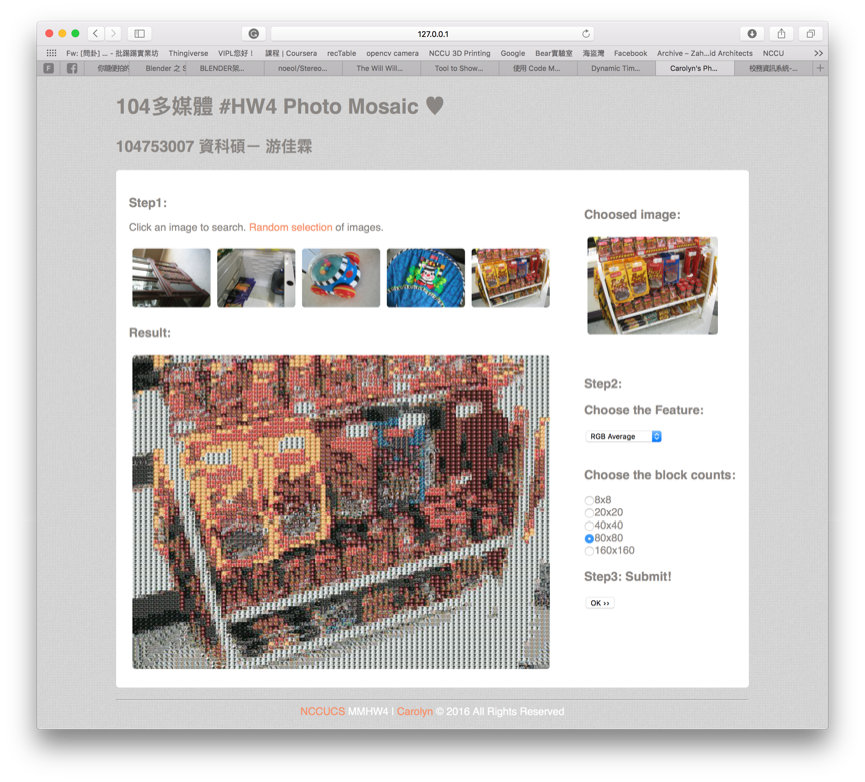 127.0.0.1
Fw: [問卦] ... - 批踢踢實業坊 Thingiverse VIPL您好！ 課程 | Coursera recTable opencv camera NCCU 3D Printing Google Bear實驗室 海盜灣 Facebook Archive – Zah...id Architects NCCU >>
Blender 之 S BLENDER架... noeol/Stereo... The Will Will... Tool to Show... 使用 Code M... Dynamic Tim... Carolyn's Ph... 校務資訊系統-... +
104多媒體 #HW4 Photo Mosaic ♥
104753007 資科碩一 游佳霖
Step1:
Click an image to search. Random selection of images.
Result:
Choosed image:
Step2:
Choose the Feature:
RGB Average
Choose the block counts:
8x8
20x20
40x40
80x80
160x160
Step3: Submit!
OK ››
NCCUCS MMHW4 | Carolyn © 2016 All Rights Reserved